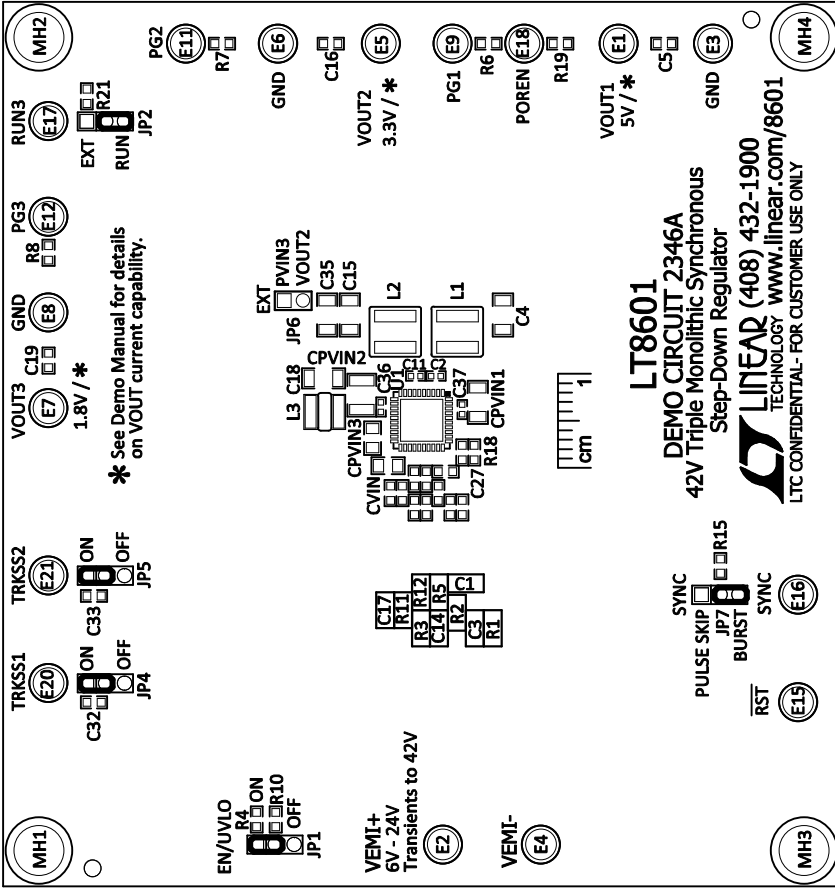 MH1
TRKSS1
E20
ON
OFF
C32
JP4
TRKSS2
E21
ON
OFF
C33
JP5
VOUT3
E7
1.8V / *
C19
GND
E8
R8
PG3
E12
RUN3
E17
EXT
R21
RUN
JP2
MH2
* See Demo Manual for details
on VOUT current capability.
EN/UVLO
R4
ON
R10
OFF
JP1
PG2
E11
R7
GND
E6
C16
E5
VOUT2
3.3V / *
PG1
E9
R6
POREN
E18
R19
E1
VOUT1
5V / *
C5
E3
GND
MH4
VEMI+
6V - 24V
Transients to 42V
E2
VEMI-
E4
C17
R11
R12
R3
R5
C14
R2
C1
C3
R1
EXT
PVIN3
VOUT2
JP6
C35
C15
L2
L1
C4
CPVIN2
C18
L3
C36
U1
C11
C2
CPVIN3
CVIN
C37
CPVIN1
R18
C27
cm
1
LT8601
DEMO CIRCUIT 2346A
42V Triple Monolithic Synchronous
Step-Down Regulator
LINEAR (408) 432-1900
TECHNOLOGY www.linear.com/8601
LTC CONFIDENTIAL- FOR CUSTOMER USE ONLY
SYNC
PULSE SKIP
JP7
BURST
R15
SYNC
E16
RST
E15
MH3